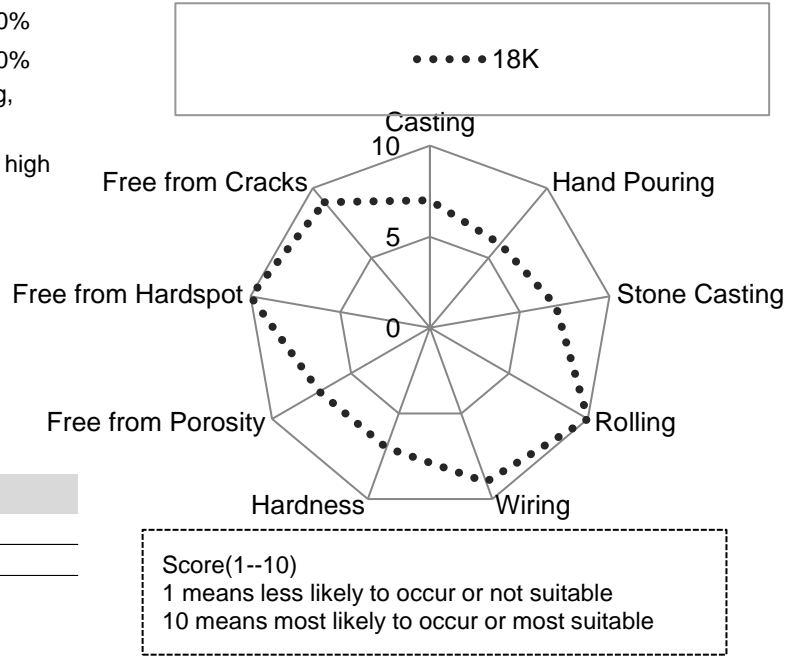 0%
0%
g,
high
18K
Casting
10
Free from Cracks
Hand Pouring
5
Free from Hardspot
Stone Casting
0
Free from Porosity
Rolling
Hardness
Wiring
Score(1--10)
1 means less likely to occur or not suitable
10 means most likely to occur or most suitable